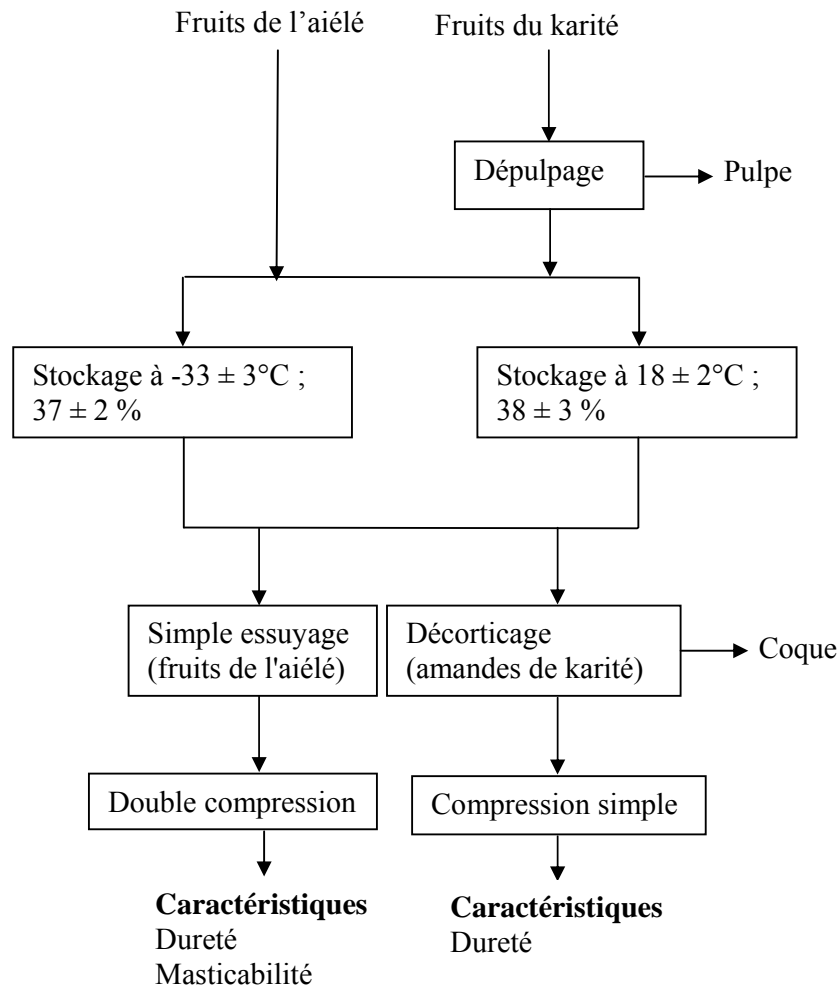 Fruits de l’aiélé
Fruits du karité
Dépulpage
Pulpe
Stockage à -33 ± 3°C ;
37 ± 2 %
Stockage à 18 ± 2°C ;
38 ± 3 %
Simple essuyage
(fruits de l'aiélé)
Décorticage
(amandes de karité)
Coque
Double compression
Compression simple
Caractéristiques
Dureté
Masticabilité
Caractéristiques
Dureté